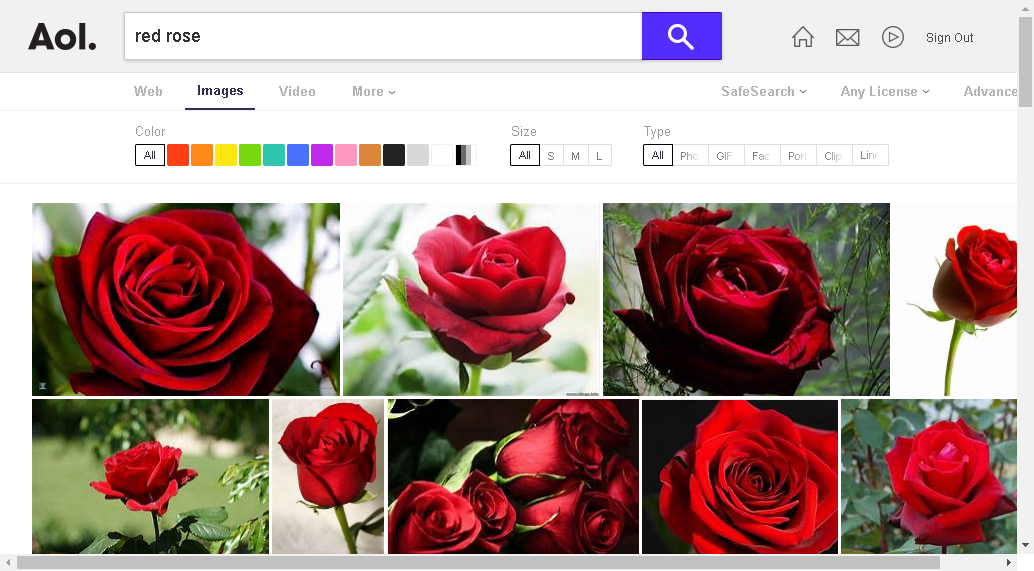 Aol.
red rose
Sign Out
Web Images Video More
SafeSearch Any License Advance
Color Size Type
All All S M L All Pho GIF Fac Por Clip Line